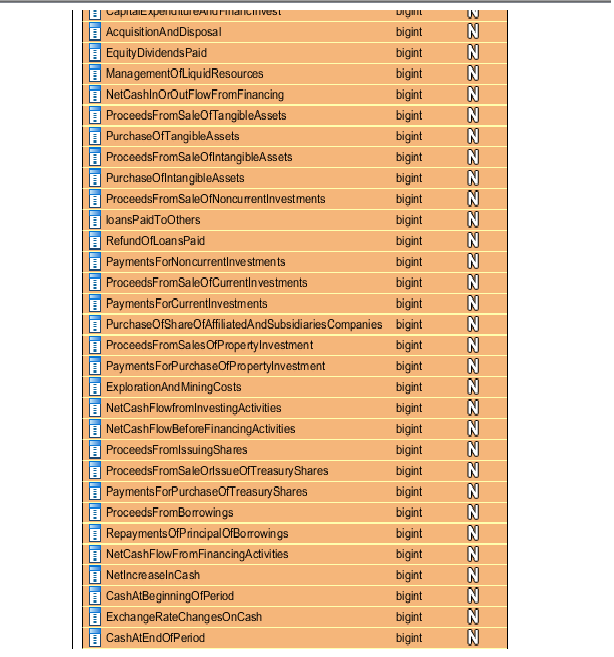 CapitalExpenditureAndFinancInvest bigint N
AcquisitionAndDisposal bigint N
EquityDividendsPaid bigint N
ManagementOfLiquidResources bigint N
NetCashInOrOutFlowFromFinancing bigint N
ProceedsFromSaleOfTangibleAssets bigint N
PurchaseOfTangibleAssets bigint N
ProceedsFromSaleOfIntangibleAssets bigint N
PurchaseOfIntangibleAssets bigint N
ProceedsFromSaleOfNoncurrentInvestments bigint N
loansPaidToOthers bigint N
RefundOfLoansPaid bigint N
PaymentsForNoncurrentInvestments bigint N
ProceedsFromSaleOfCurrentInvestments bigint N
PaymentsForCurrentInvestments bigint N
PurchaseOfShareOfAffiliatedAndSubsidiariesCompanies bigint N
ProceedsFromSalesOfPropertyInvestment bigint N
PaymentsForPurchaseOfPropertyInvestment bigint N
ExplorationAndMiningCosts bigint N
NetCashFlowfromInvestingActivities bigint N
NetCashFlowBeforeFinancingActivities bigint N
ProceedsFromIssuingShares bigint N
ProceedsFromSaleOrIssueOfTreasuryShares bigint N
PaymentsForPurchaseOfTreasuryShares bigint N
ProceedsFromBorrowings bigint N
RepaymentsOfPrincipalOfBorrowings bigint N
NetCashFlowFromFinancingActivities bigint N
NetIncreaseInCash bigint N
CashAtBeginningOfPeriod bigint N
ExchangeRateChangesOnCash bigint N
CashAtEndOfPeriod bigint N